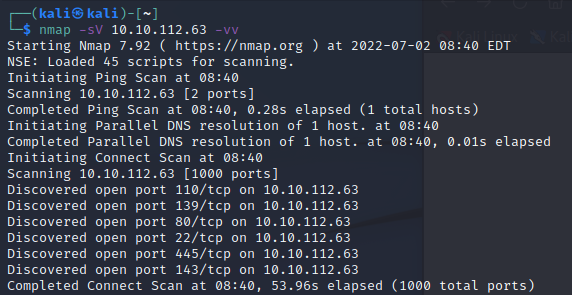 ┌──(kali㉿kali)-[~]
└─$ nmap -sV 10.10.112.63 -vv
Starting Nmap 7.92 ( https://nmap.org ) at 2022-07-02 08:40 EDT
NSE: Loaded 45 scripts for scanning.
Initiating Ping Scan at 08:40
Scanning 10.10.112.63 [2 ports]
Completed Ping Scan at 08:40, 0.28s elapsed (1 total hosts)
Initiating Parallel DNS resolution of 1 host. at 08:40
Completed Parallel DNS resolution of 1 host. at 08:40, 0.01s elapsed
Initiating Connect Scan at 08:40
Scanning 10.10.112.63 [1000 ports]
Discovered open port 110/tcp on 10.10.112.63
Discovered open port 139/tcp on 10.10.112.63
Discovered open port 80/tcp on 10.10.112.63
Discovered open port 22/tcp on 10.10.112.63
Discovered open port 445/tcp on 10.10.112.63
Discovered open port 143/tcp on 10.10.112.63
Completed Connect Scan at 08:40, 53.96s elapsed (1000 total ports)